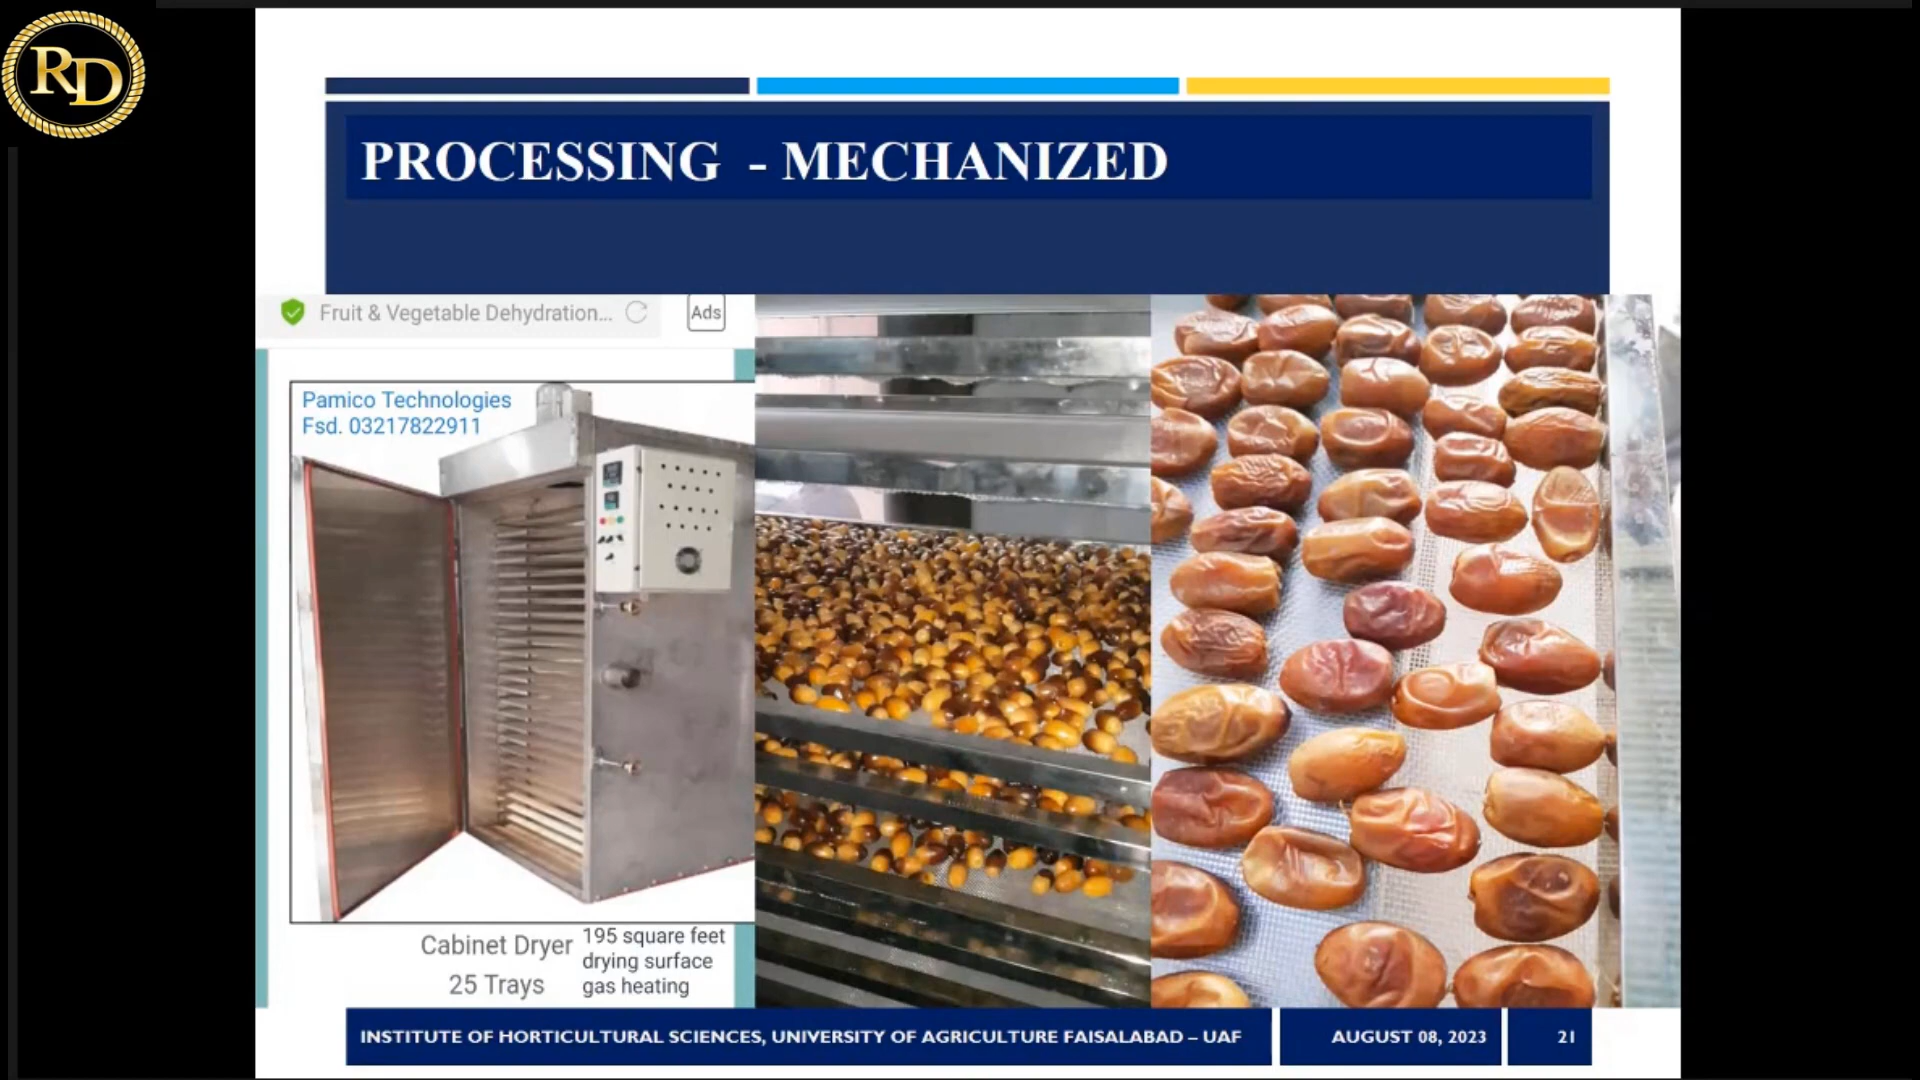 RD
PROCESSING - MECHANIZED
Fruit & Vegetable Dehydration...
Ads
Pamico Technologies
Fsd. 03217822911
Cabinet Dryer
25 Trays
195 square feet
drying surface
gas heating
INSTITUTE OF HORTICULTURAL SCIENCES, UNIVERSITY OF AGRICULTURE FAISALABAD – UAF
AUGUST 08, 2023
21